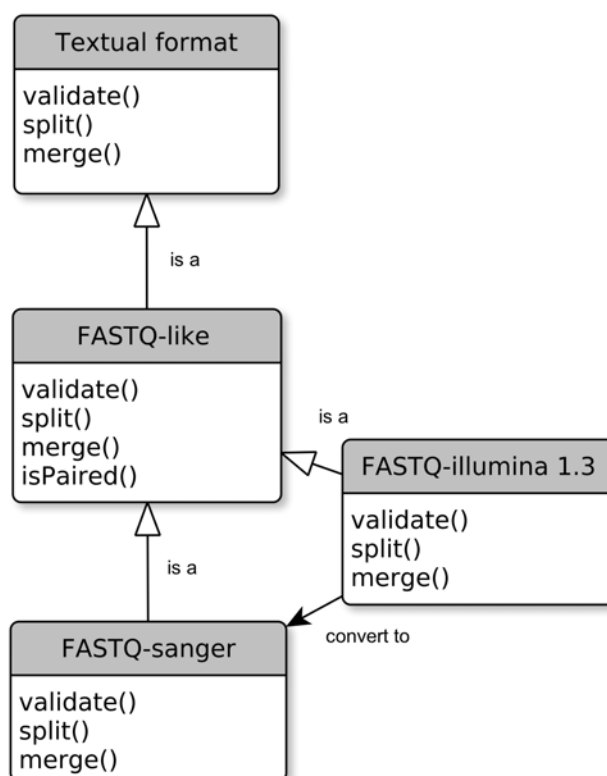 Textual format
validate()
split()
merge()
is a
FASTQ-like
validate()
split()
merge()
isPaired()
is a
FASTQ-illumina 1.3
validate()
split()
merge()
is a
convert to
FASTQ-sanger
validate()
split()
merge()